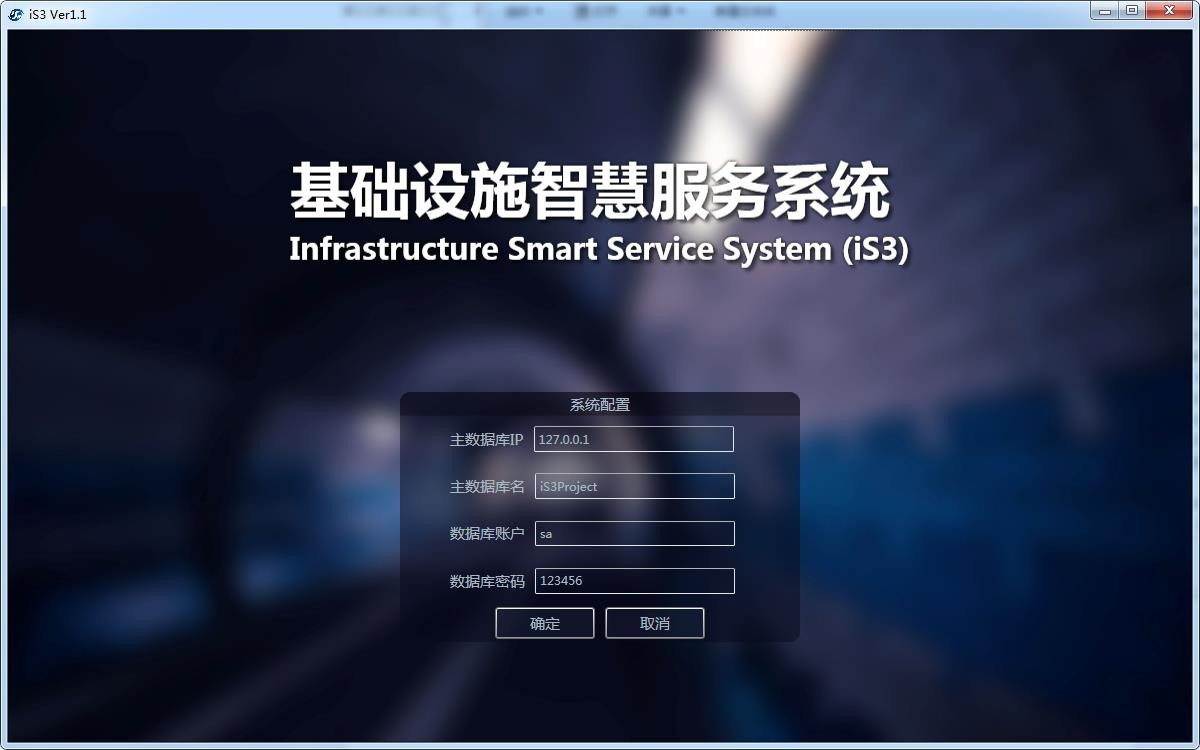 iS3 Ver1.1
基础设施智慧服务系统
Infrastructure Smart Service System (iS3)
系统配置
主数据库IP 127.0.0.1
主数据库名 iS3Project
数据库账户 sa
数据库密码 123456
确定 取消